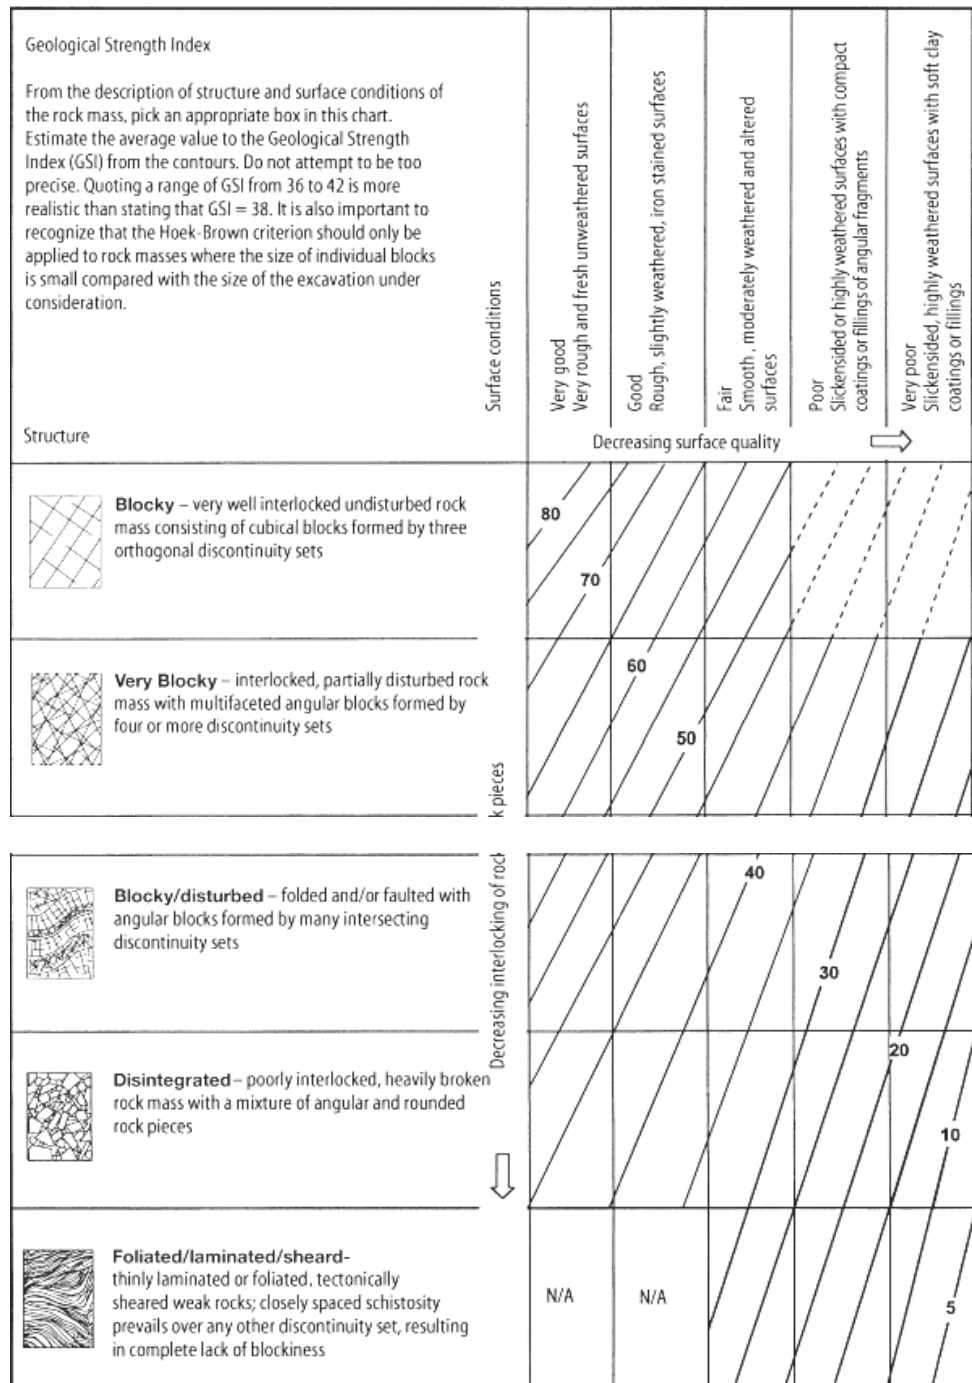 Geological Strength Index
From the description of structure and surface conditions of
the rock mass, pick an appropriate box in this chart.
Estimate the average value to the Geological Strength
Index (GSI) from the contours. Do not attempt to be too
precise. Quoting a range of GSI from 36 to 42 is more
realistic than stating that GSI = 38. It is also important to
recognize that the Hoek-Brown criterion should only be
applied to rock masses where the size of individual blocks
is small compared with the size of the excavation under
consideration.
Structure
Surface conditions
Very good
Very rough and fresh unweathered surfaces
Good
Rough, slightly weathered, iron stained surfaces
Fair
Smooth , moderately weathered and altered
surfaces
Poor
Slickensided or highly weathered surfaces with compact
coatings or fillings of angular fragments
Very poor
Slickensided, highly weathered surfaces with soft clay
coatings or fillings
Decreasing surface quality
Blocky – very well interlocked undisturbed rock
mass consisting of cubical blocks formed by three
orthogonal discontinuity sets
80
70
Very Blocky – interlocked, partially disturbed rock
mass with multifaceted angular blocks formed by
four or more discontinuity sets
60
50
k pieces
Decreasing interlocking of rock
Blocky/disturbed – folded and/or faulted with
angular blocks formed by many intersecting
discontinuity sets
40
30
Disintegrated – poorly interlocked, heavily broken
rock mass with a mixture of angular and rounded
rock pieces
20
10
Foliated/laminated/sheard-
thinly laminated or foliated, tectonically
sheared weak rocks; closely spaced schistosity
prevails over any other discontinuity set, resulting
in complete lack of blockiness
N/A
N/A
5